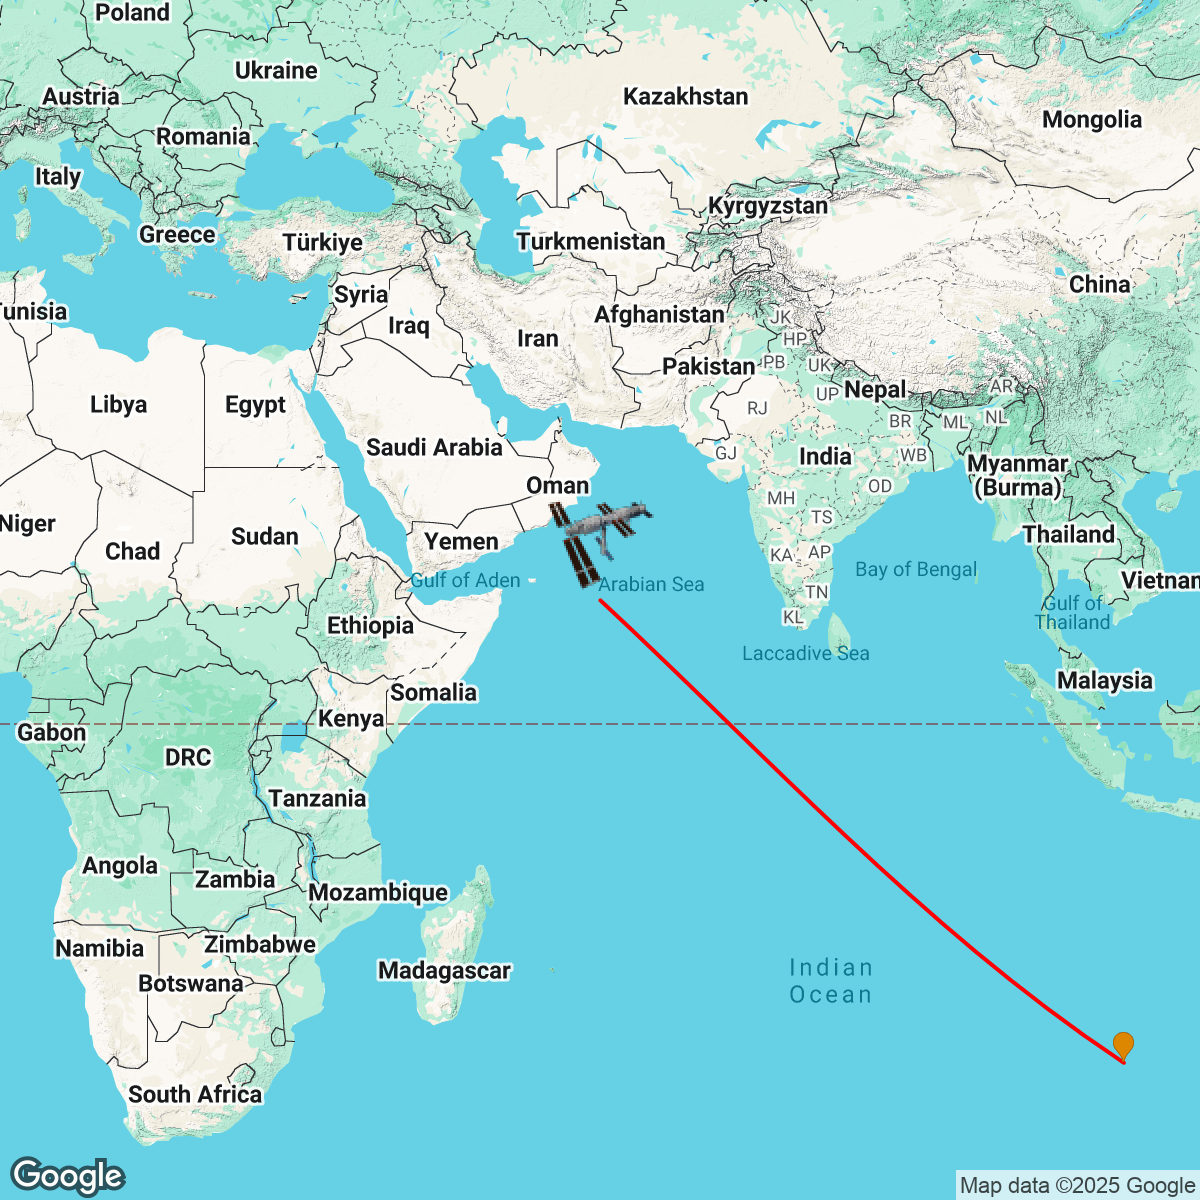 Poland
Ukraine
Kazakhstan
Austria
Mongolia
Romania
Italy
Kyrgyzstan
Greece
Türkiye
Turkmenistan
China
Syria
Tunisia
Iraq
Afghanistan
JK
Iran
HP
Pakistan
PB
UK
Nepal
AR
UP
Libya
Egypt
RJ
BR
ML
NL
Saudi Arabia
GJ
India
WB
Myanmar
(Burma)
Oman
OD
MH
Niger
TS
Sudan
Thailand
Yemen
Chad
KA
AP
Bay of Bengal
Gulf of Aden
Arabian Sea
Vietnam
TN
Gulf of
Thailand
KL
Ethiopia
Laccadive Sea
Malaysia
Somalia
Kenya
Gabon
DRC
Tanzania
Angola
Zambia
Mozambique
Namibia
Zimbabwe
Madagascar
Indian
Ocean
Botswana
South Africa
Google
Map data ©2025 Google